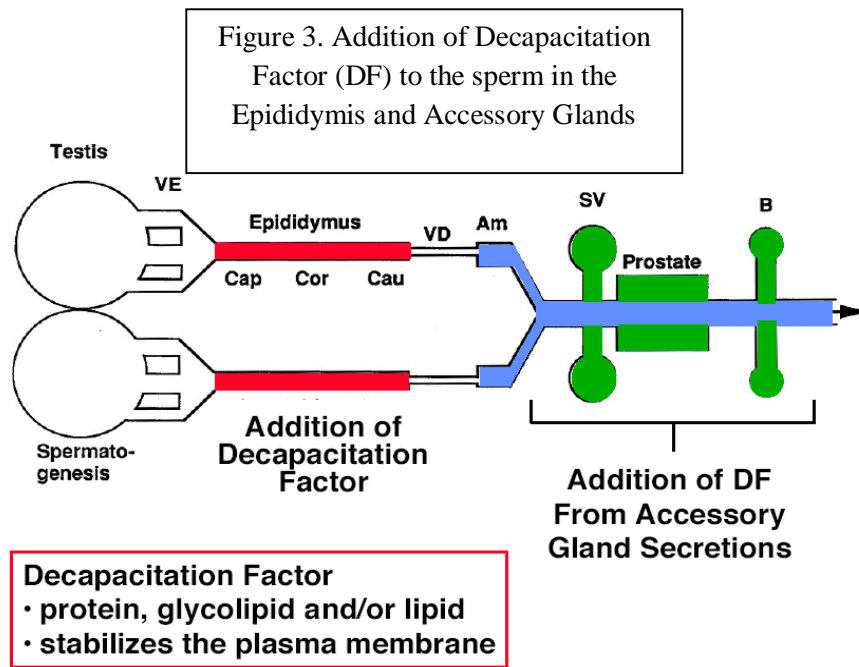 Figure 3. Addition of Decapacitation
Factor (DF) to the sperm in the
Epididymis and Accessory Glands
Testis
VE
Epididymus
VD
Am
SV
B
Cap Cor Cau
Prostate
Spermato-
genesis
Addition of
Decapacitation
Factor
Addition of DF
From Accessory
Gland Secretions
Decapacitation Factor
• protein, glycolipid and/or lipid
• stabilizes the plasma membrane